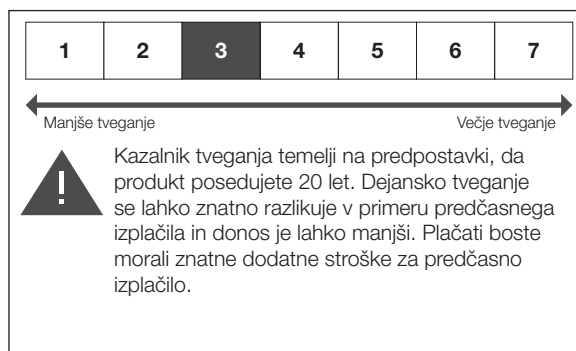 1 2 3 4 5 6 7
Manjše tveganje Večje tveganje
Kazalnik tveganja temelji na predpostavki, da
produkt posedujete 20 let. Dejansko tveganje
se lahko znatno razlikuje v primeru predčasnega
izplačila in donos je lahko manjši. Plačati boste
morali znatne dodatne stroške za predčasno
izplačilo.